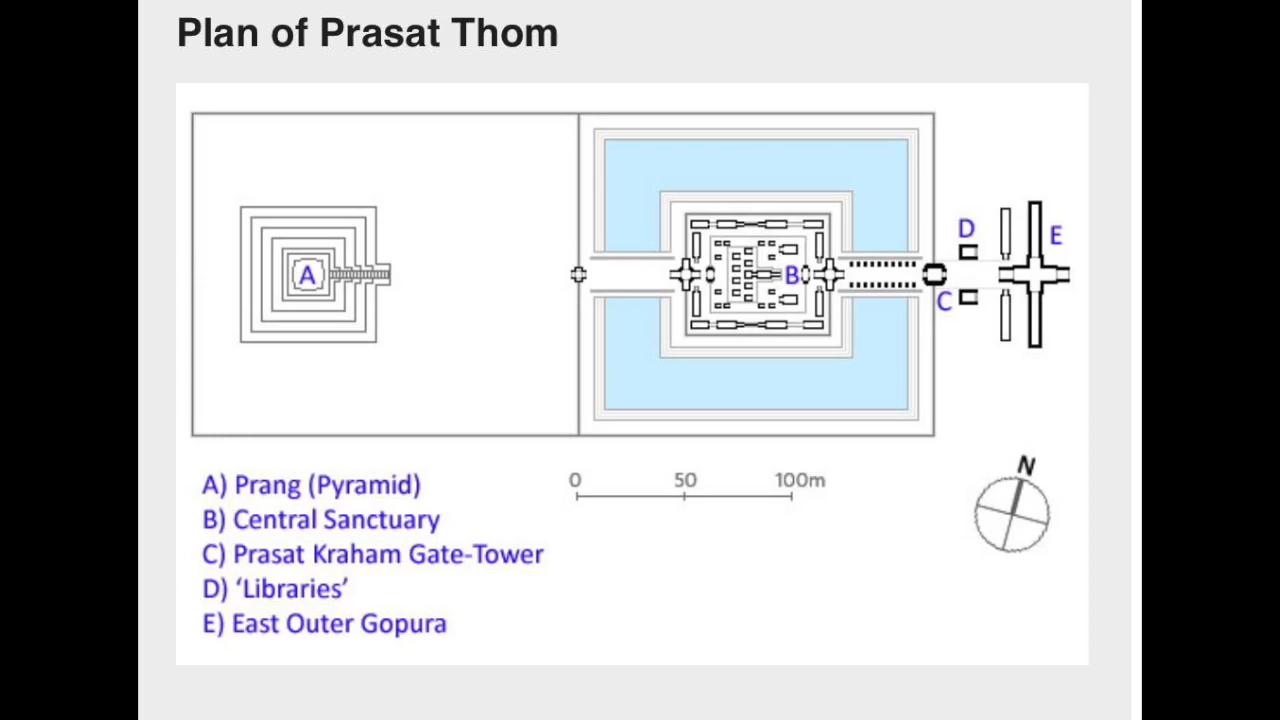 Plan of Prasat Thom
A
B
C
D
E
A) Prang (Pyramid)
B) Central Sanctuary
C) Prasat Kraham Gate-Tower
D) ‘Libraries’
E) East Outer Gopura
0 50 100m
N